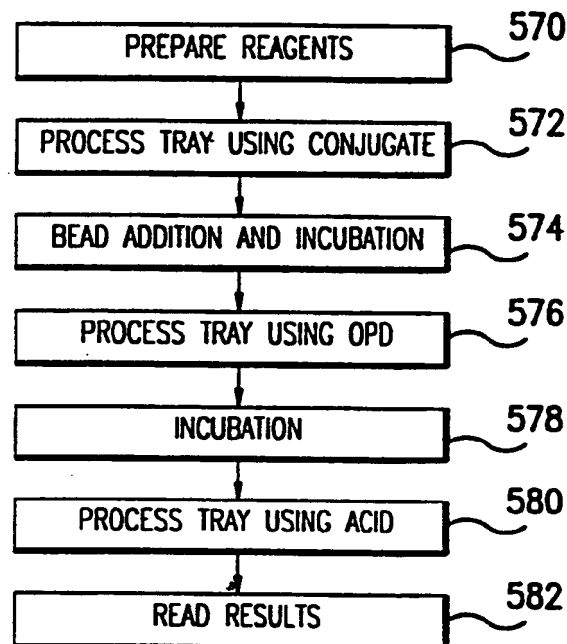 570
PREPARE REAGENTS
572
PROCESS TRAY USING CONJUGATE
574
BEAD ADDITION AND INCUBATION
576
PROCESS TRAY USING OPD
578
INCUBATION
580
PROCESS TRAY USING ACID
582
READ RESULTS